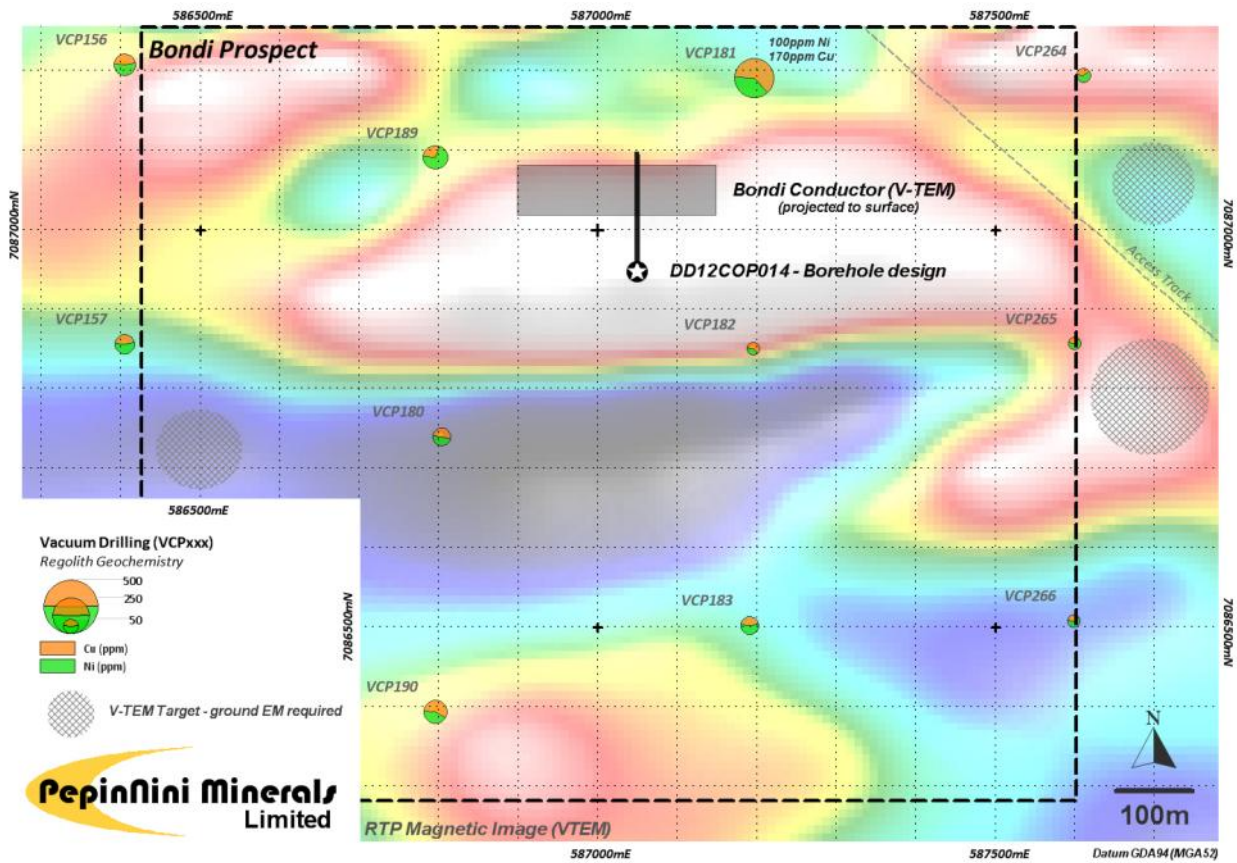 586500mE
587000mE
587500mE
VCP156
Bondi Prospect
VCP181
100ppm Ni
170ppm Cu
VCP264
VCP189
Bondi Conductor (V-TEM)
(projected to surface)
7087000mN
7087000mN
DD12COP014 - Borehole design
Access Track
VCP157
VCP182
VCP265
VCP180
586500mE
Vacuum Drilling (VCPxxx)
Regolith Geochemistry
500
250
50
Cu (ppm)
Ni (ppm)
VCP183
VCP266
7086500mN
7086500mN
VCP190
V-TEM Target - ground EM required
N
PepinNini Minerals
Limited
100m
RTP Magnetic Image (VTEM)
587000mE
587500mE
Datum GDA94 (MGA52)